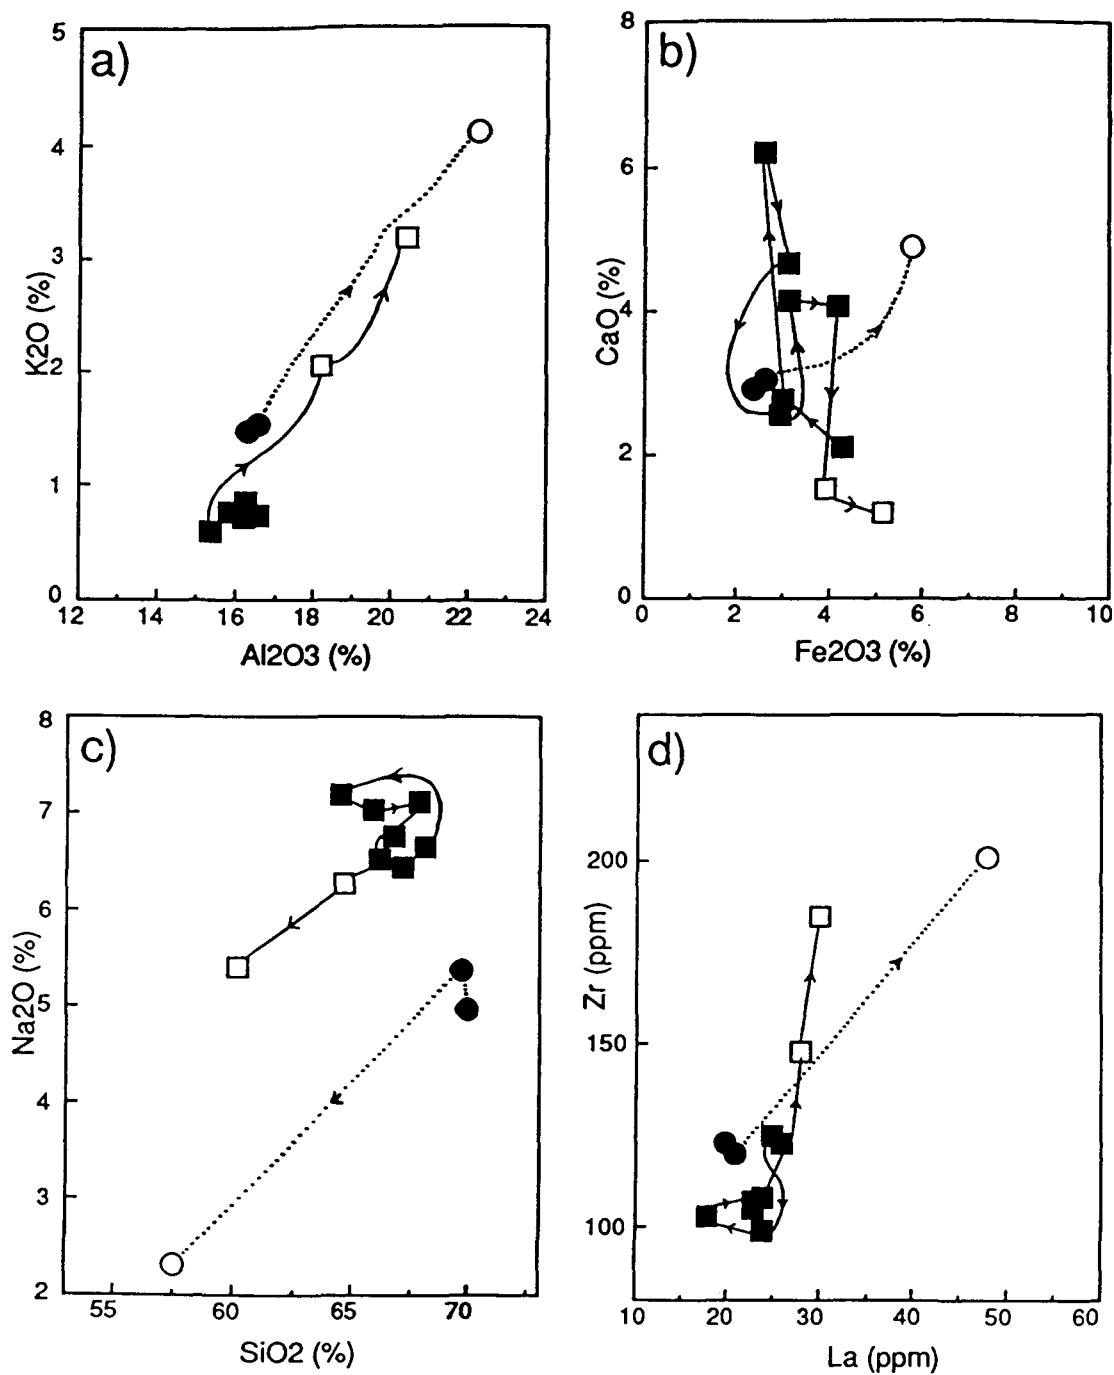 a)
5
4
3
2
1
0
K2O (%)
12 14 16 18 20 22 24
Al2O3 (%)
b)
8
6
4
2
0
CaO (%)
0 2 4 6 8 10
Fe2O3 (%)
c)
8
7
6
5
4
3
2
Na2O (%)
55 60 65 70
SiO2 (%)
d)
200
150
100
Zr (ppm)
10 20 30 40 50 60
La (ppm)